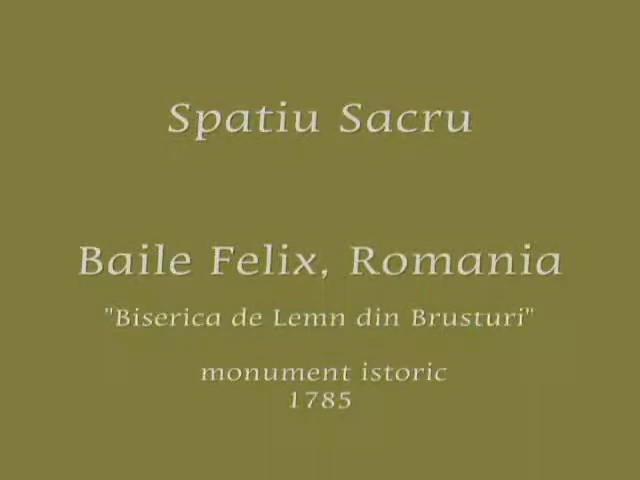 Spatiu Sacru
Baile Felix, Romania
"Biserica de Lemn din Brusturi"
monument istoric
1785